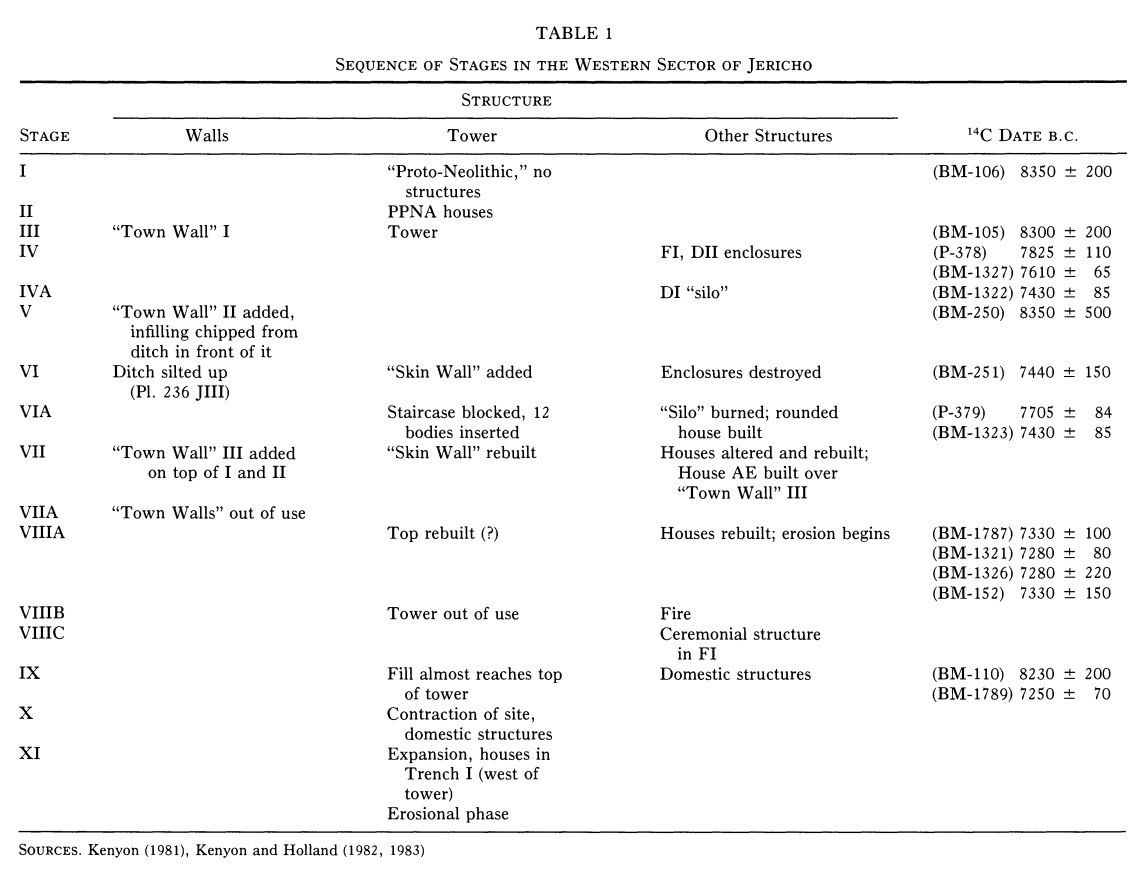 TABLE 1
SEQUENCE OF STAGES IN THE WESTERN SECTOR OF JERICHO
STRUCTURE
STAGE Walls Tower Other Structures ¹⁴C DATE B.C.
I “Proto-Neolithic,” no (BM-106) 8350 ± 200
structures
II PPNA houses
III “Town Wall” I Tower (BM-105) 8300 ± 200
IV FI, DII enclosures (P-378) 7825 ± 110
(BM-1327) 7610 ± 65
IVA DI “silo” (BM-1322) 7430 ± 85
V “Town Wall” II added, (BM-250) 8350 ± 500
infilling chipped from
ditch in front of it
VI Ditch silted up “Skin Wall” added Enclosures destroyed (BM-251) 7440 ± 150
(Pl. 236 JIII)
VIA Staircase blocked, 12 “Silo” burned; rounded (P-379) 7705 ± 84
bodies inserted house built (BM-1323) 7430 ± 85
VII “Town Wall” III added “Skin Wall” rebuilt Houses altered and rebuilt;
on top of I and II House AE built over
“Town Wall” III
VIIA “Town Walls” out of use
VIIIA Top rebuilt (?) Houses rebuilt; erosion begins (BM-1787) 7330 ± 100
(BM-1321) 7280 ± 80
(BM-1326) 7280 ± 220
(BM-152) 7330 ± 150
VIIIB Tower out of use Fire
VIIIC Ceremonial structure
in FI
IX Fill almost reaches top Domestic structures (BM-110) 8230 ± 200
of tower (BM-1789) 7250 ± 70
X Contraction of site,
domestic structures
XI Expansion, houses in
Trench I (west of
tower)
Erosional phase
SOURCES. Kenyon (1981), Kenyon and Holland (1982, 1983)